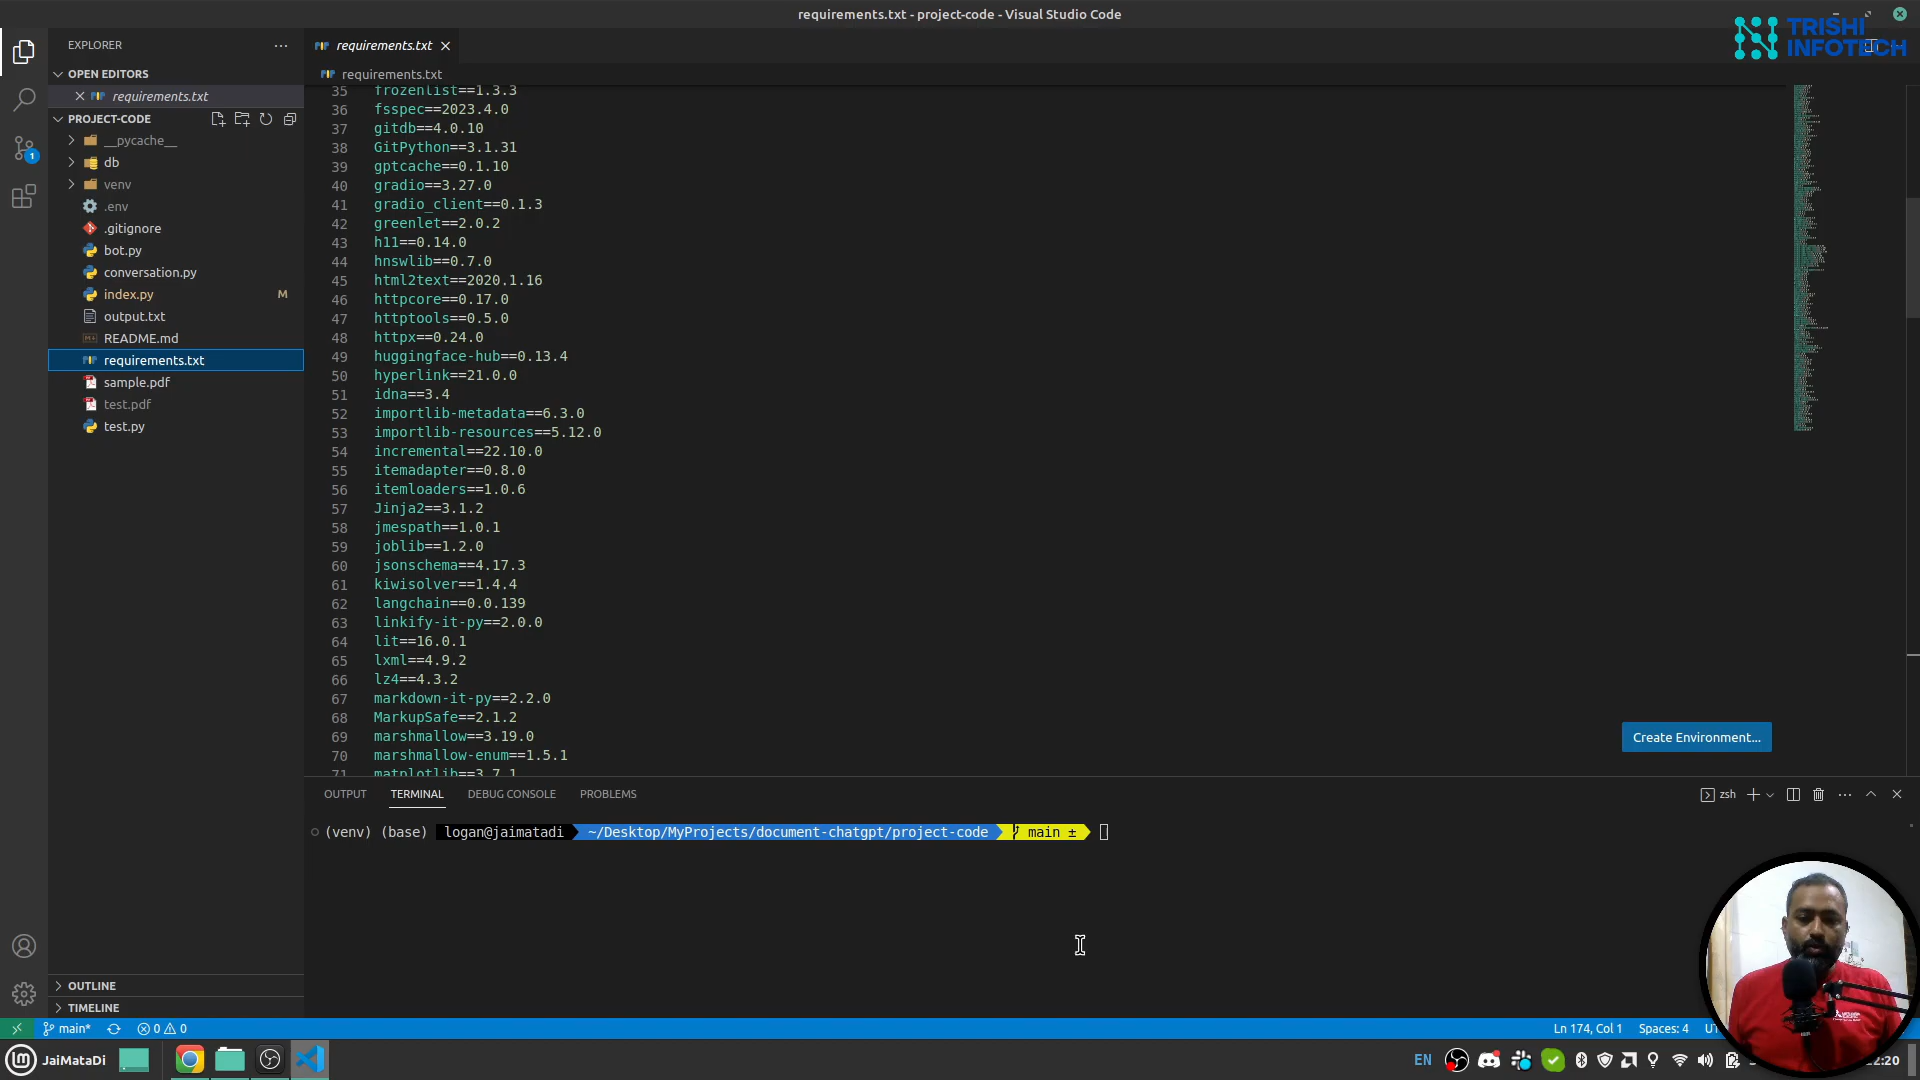 requirements.txt - project-code - Visual Studio Code
TRISHI
INFOTECH
EXPLORER
requirements.txt
OPEN EDITORS
requirements.txt
requirements.txt
PROJECT-CODE
__pycache__
db
venv
.env
.gitignore
bot.py
conversation.py
index.py M
output.txt
README.md
requirements.txt
sample.pdf
test.pdf
test.py
35 frozenlist==1.3.3
36 fsspec==2023.4.0
37 gitdb==4.0.10
38 GitPython==3.1.31
39 gptcache==0.1.10
40 gradio==3.27.0
41 gradio_client==0.1.3
42 greenlet==2.0.2
43 h11==0.14.0
44 hnswlib==0.7.0
45 html2text==2020.1.16
46 httpcore==0.17.0
47 httptools==0.5.0
48 httpx==0.24.0
49 huggingface-hub==0.13.4
50 hyperlink==21.0.0
51 idna==3.4
52 importlib-metadata==6.3.0
53 importlib-resources==5.12.0
54 incremental==22.10.0
55 itemadapter==0.8.0
56 itemloaders==1.0.6
57 Jinja2==3.1.2
58 jmespath==1.0.1
59 joblib==1.2.0
60 jsonschema==4.17.3
61 kiwisolver==1.4.4
62 langchain==0.0.139
63 linkify-it-py==2.0.0
64 lit==16.0.1
65 lxml==4.9.2
66 lz4==4.3.2
67 markdown-it-py==2.2.0
68 MarkupSafe==2.1.2
69 marshmallow==3.19.0
70 marshmallow-enum==1.5.1
71 matplotlib==3.7.1
Create Environment...
OUTPUT TERMINAL DEBUG CONSOLE PROBLEMS
zsh
(venv) (base) logan@jaimatadi ~/Desktop/MyProjects/document-chatgpt/project-code main ±
OUTLINE
TIMELINE
main* 0 0 Ln 174, Col 1 Spaces: 4
JaiMataDi EN